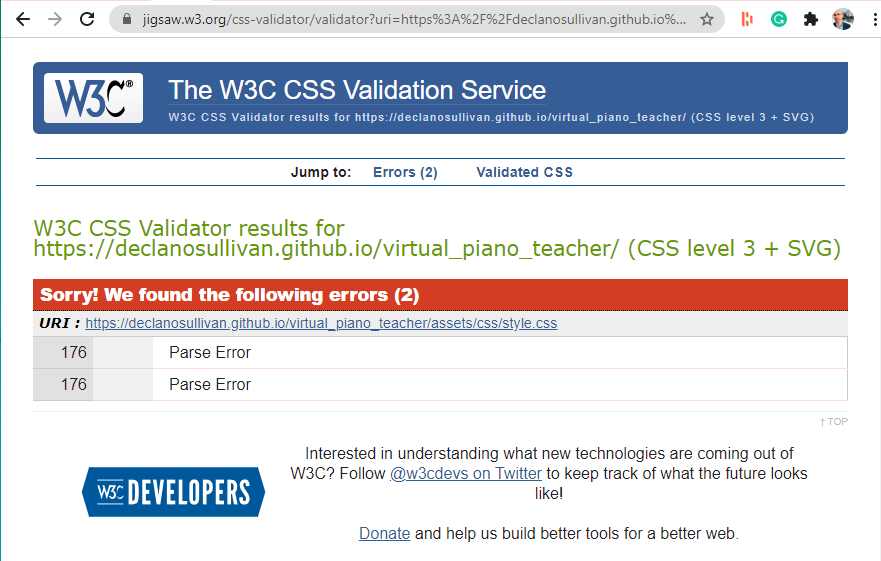 jigsaw.w3.org/css-validator/validator?uri=https%3A%2F%2Fdeclanosullivan.github.io%...
W3C®
The W3C CSS Validation Service
W3C CSS Validator results for https://declanosullivan.github.io/virtual_piano_teacher/ (CSS level 3 + SVG)
Jump to: Errors (2) Validated CSS
W3C CSS Validator results for
https://declanosullivan.github.io/virtual_piano_teacher/ (CSS level 3 + SVG)
Sorry! We found the following errors (2)
URI : https://declanosullivan.github.io/virtual_piano_teacher/assets/css/style.css
176 Parse Error
176 Parse Error
↑ TOP
W3C DEVELOPERS
Interested in understanding what new technologies are coming out of
W3C? Follow @w3cdevs on Twitter to keep track of what the future looks
like!
Donate and help us build better tools for a better web.